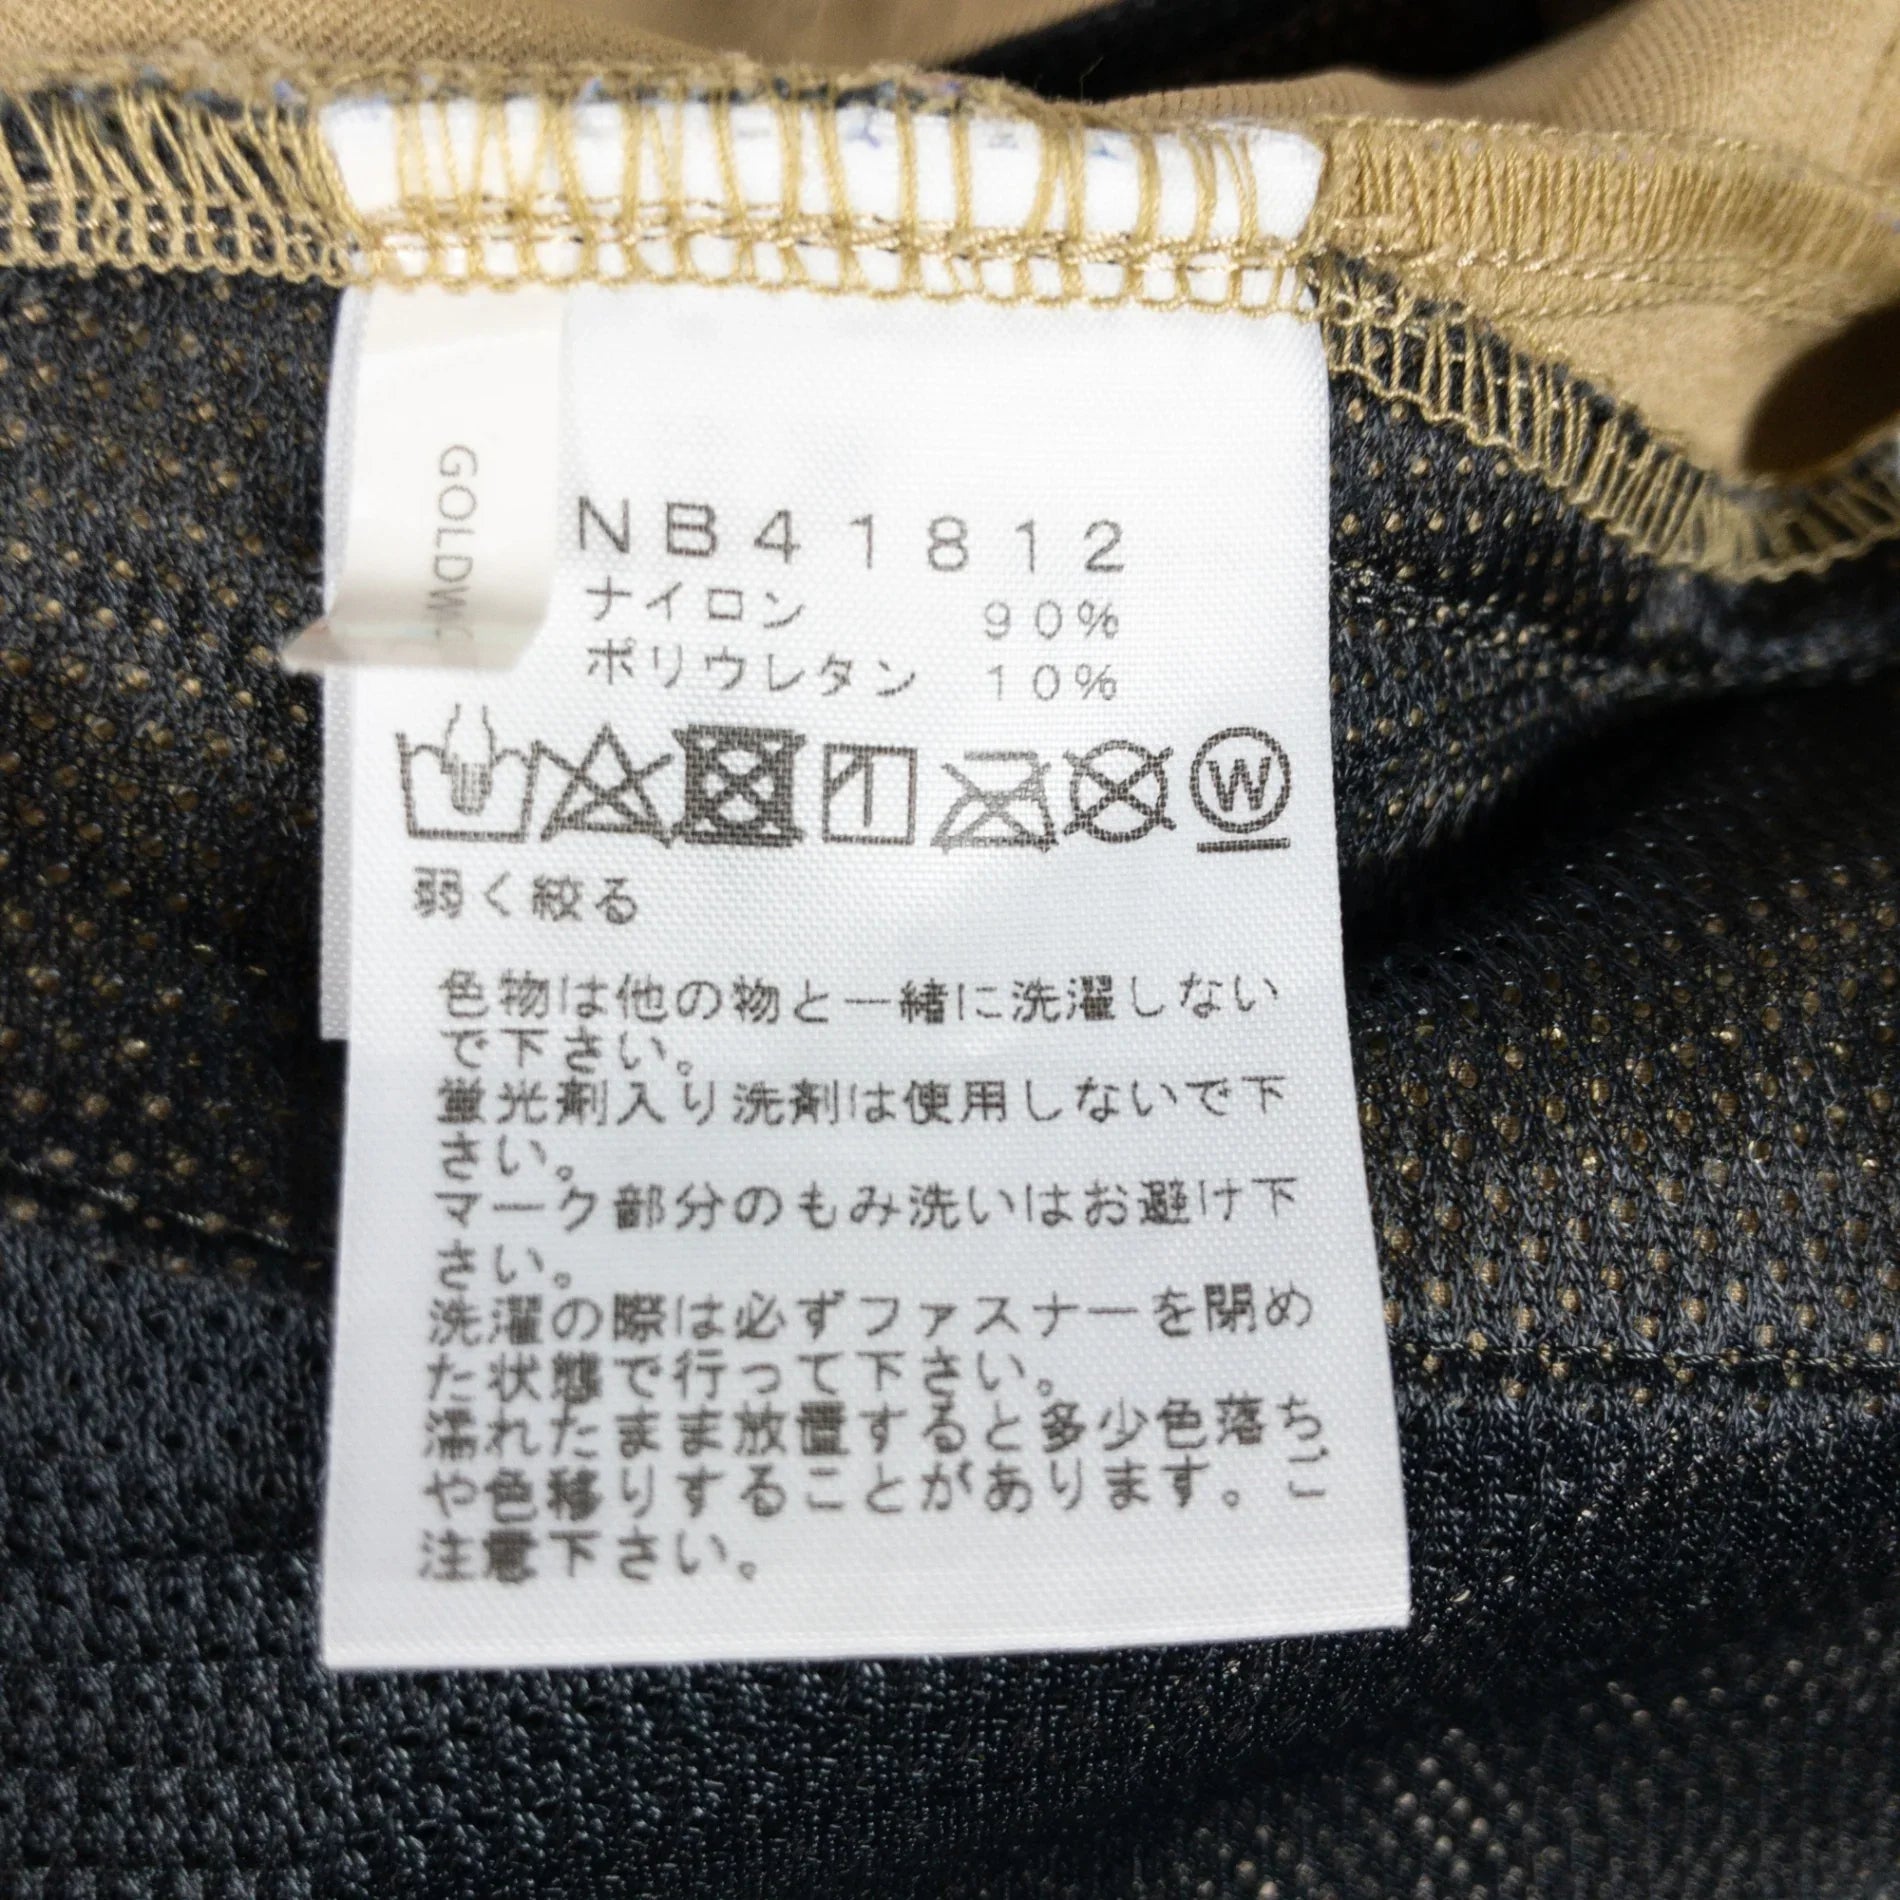 GOLDW
NB41812
ナイロン 90%
ポリウレタン 10%
W
弱く絞る
色物は他の物と一緒に洗濯しない
で下さい。
蛍光剤入り洗剤は使用しないで下
さい。
マーク部分のもみ洗いはお避け下
さい。
洗濯の際は必ずファスナーを閉め
た状態で行って下さい。
濡れたまま放置すると多少色落ち
や色移りすることがあります。ご
注意下さい。